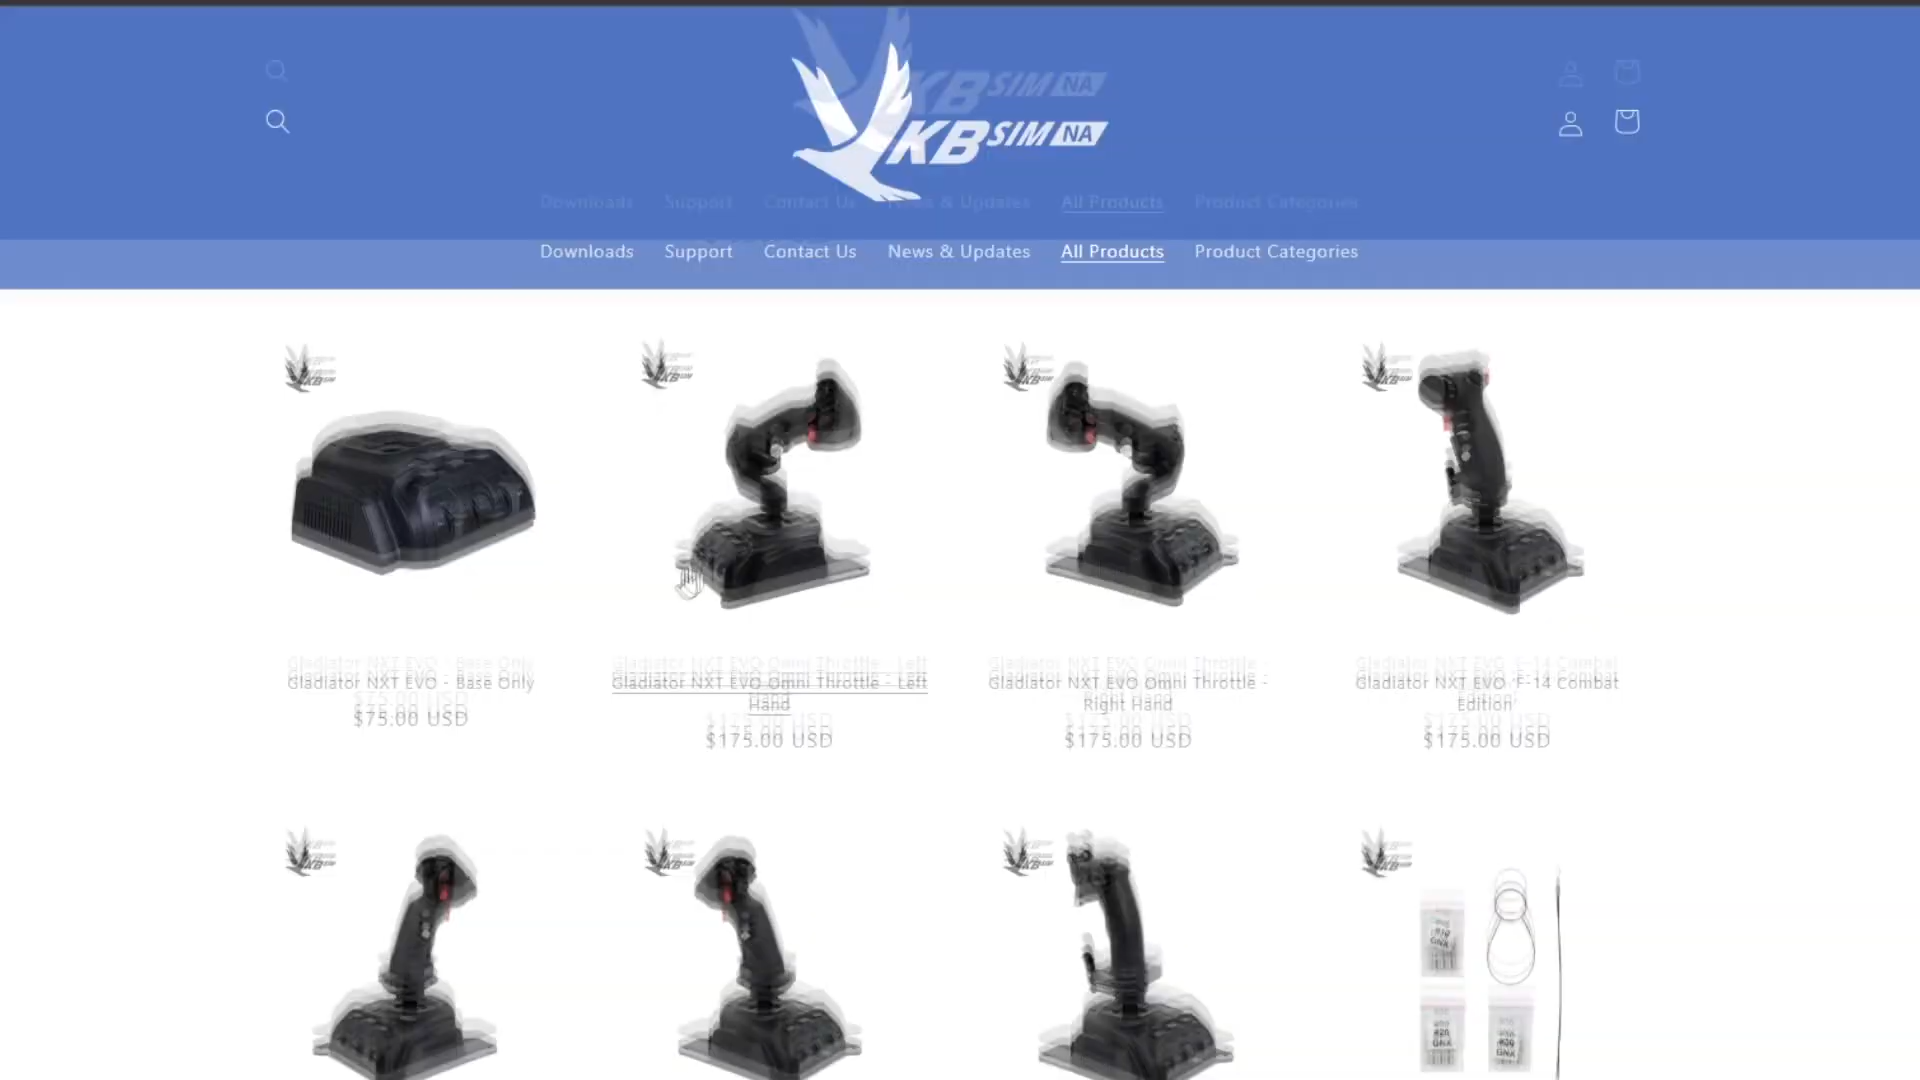 VKB SIM NA
Downloads Support Contact Us News & Updates All Products Product Categories
Gladiator NXT EVO - Base Only
$75.00 USD
Gladiator NXT EVO Omni Throttle - Left
Hand
$175.00 USD
Gladiator NXT EVO Omni Throttle -
Right Hand
$175.00 USD
Gladiator NXT EVO 'F-14 Combat
Edition'
$175.00 USD